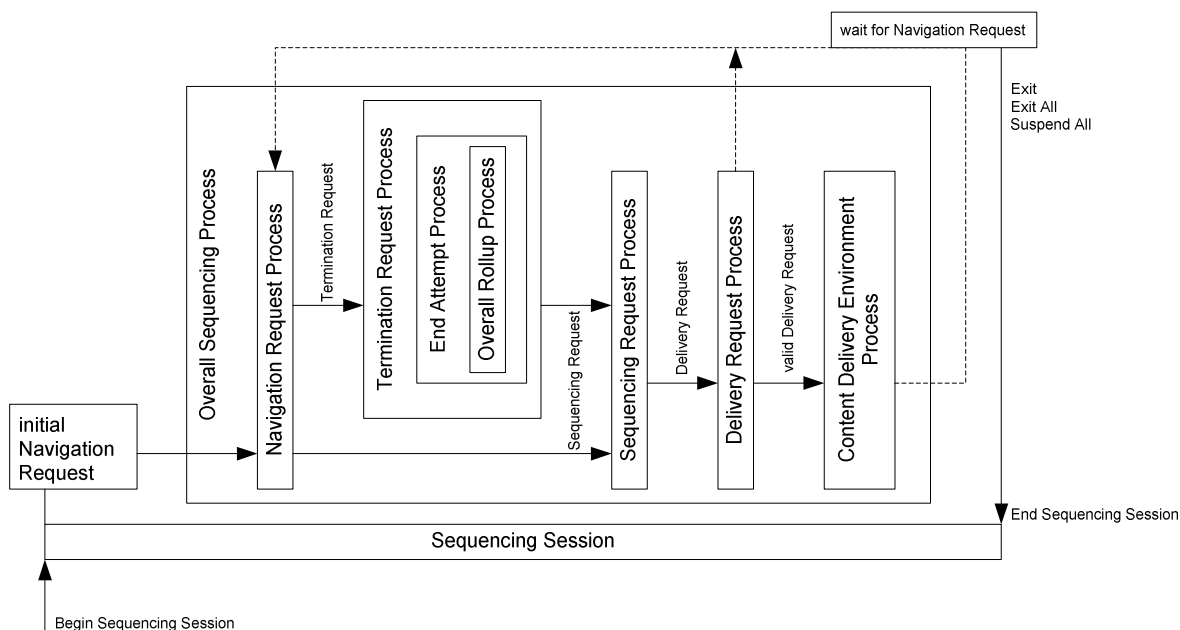 wait for Navigation Request
Exit
Exit All
Suspend All
Overall Sequencing Process
Navigation Request Process
Termination Request
Termination Request Process
End Attempt Process
Overall Rollup Process
Sequencing Request
Sequencing Request Process
Delivery Request
Delivery Request Process
valid Delivery Request
Content Delivery Environment
Process
initial
Navigation
Request
End Sequencing Session
Sequencing Session
Begin Sequencing Session